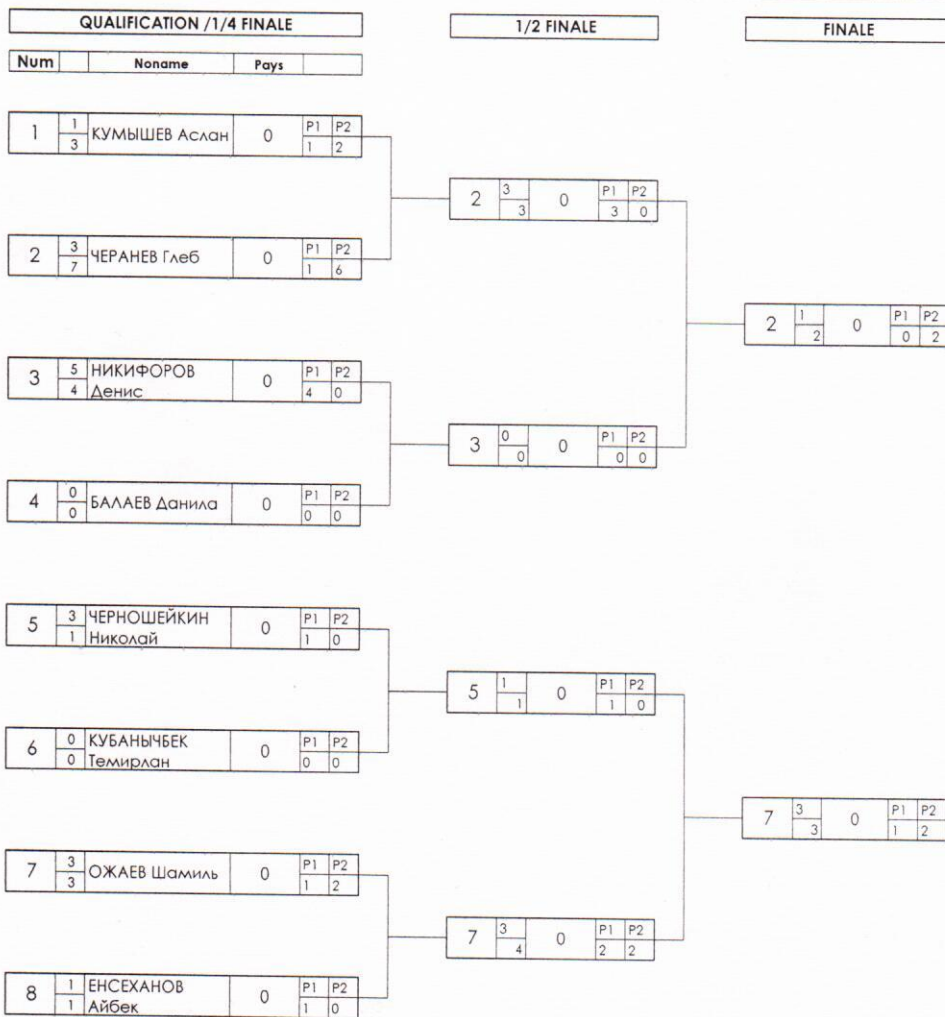 QUALIFICATION /1/4 FINALE
1/2 FINALE
FINALE
Num Noname Pays
1 1 3 КУМЫШЕВ Аслан 0 P1 P2 1 2
2 3 7 ЧЕРАНЕВ Глеб 0 P1 P2 1 6
3 5 4 НИКИФОРОВ
Денис 0 P1 P2 4 0
4 0 0 БАЛАЕВ Данила 0 P1 P2 0 0
5 3 1 ЧЕРНОШЕЙКИН
Николай 0 P1 P2 1 0
6 0 0 КУБАНЫЧБЕК
Темирлан 0 P1 P2 0 0
7 3 3 ОЖАЕВ Шамиль 0 P1 P2 1 2
8 1 1 ЕНСЕХАНОВ
Айбек 0 P1 P2 1 0
2 3 3 0 P1 P2 3 0
3 0 0 0 P1 P2 0 0
5 1 1 0 P1 P2 1 0
7 3 4 0 P1 P2 2 2
2 1 2 0 P1 P2 0 2
7 3 3 0 P1 P2 1 2